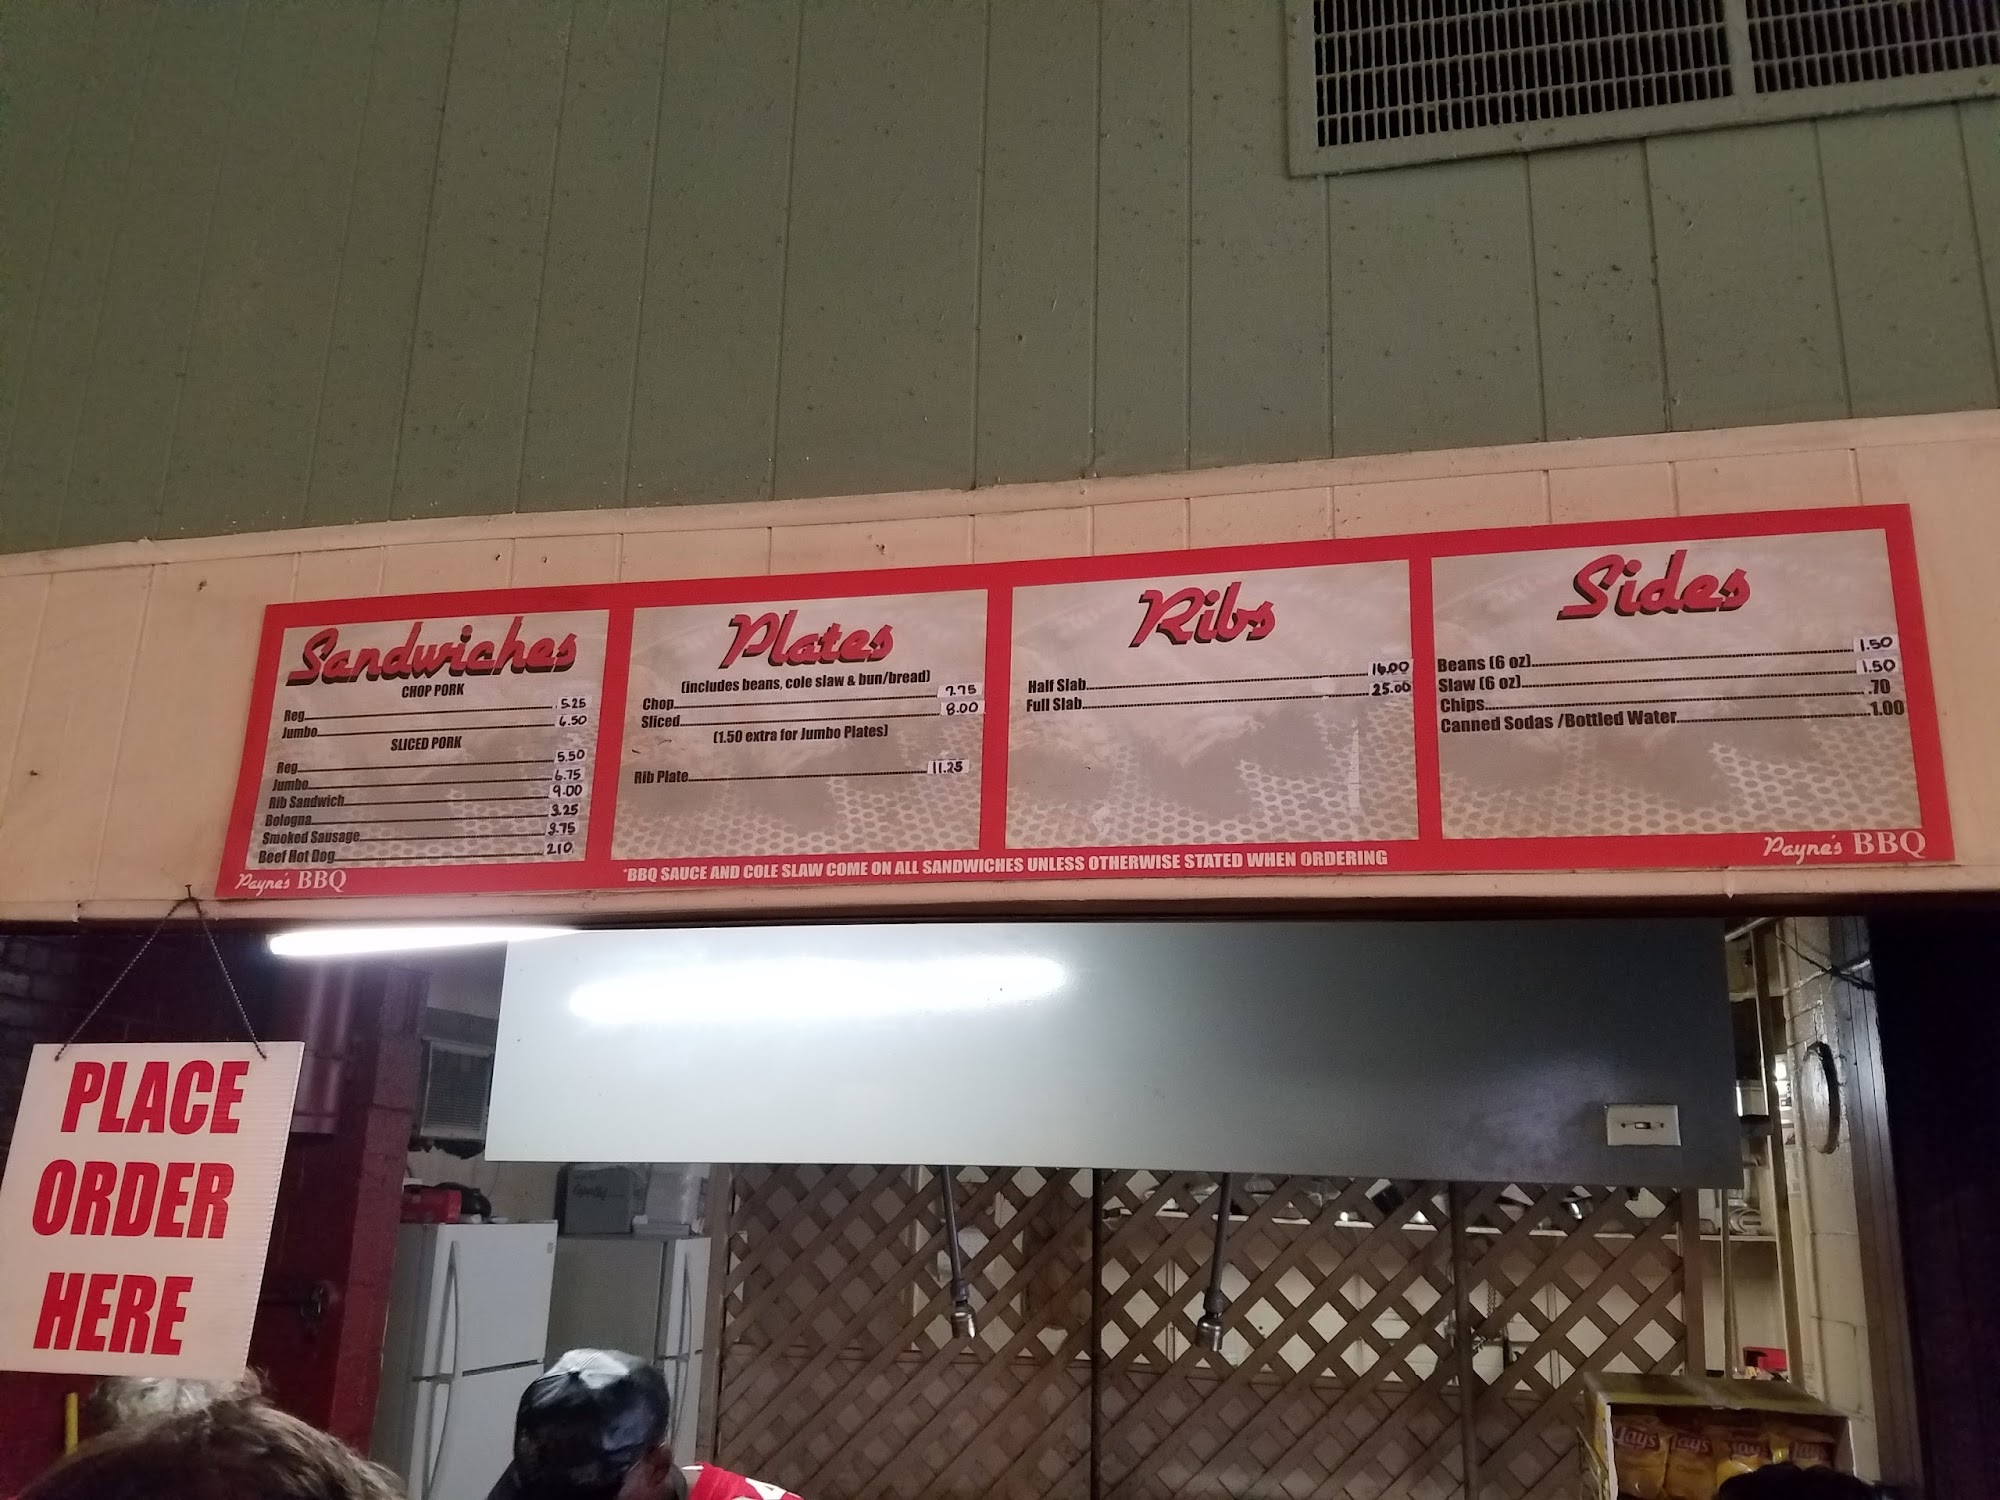 Sandwiches
CHOP PORK
Reg 5.25
Jumbo 6.50
SLICED PORK
Reg 5.50
Jumbo 6.75
Rib Sandwich 9.00
Bologna 3.25
Smoked Sausage 3.75
Beef Hot Dog 2.10
Payne's BBQ
Plates
(includes beans, cole slaw & bun/bread)
Chop 7.75
Sliced 8.00
(1.50 extra for Jumbo Plates)
Rib Plate 11.25
Ribs
Half Slab 16.00
Full Slab 25.00
Sides
Beans (6 oz) 1.50
Slaw (6 oz) 1.50
Chips .70
Canned Sodas /Bottled Water 1.00
*BBQ SAUCE AND COLE SLAW COME ON ALL SANDWICHES UNLESS OTHERWISE STATED WHEN ORDERING
Payne's BBQ
PLACE
ORDER
HERE
Lay's Lay's Lay's Lay's